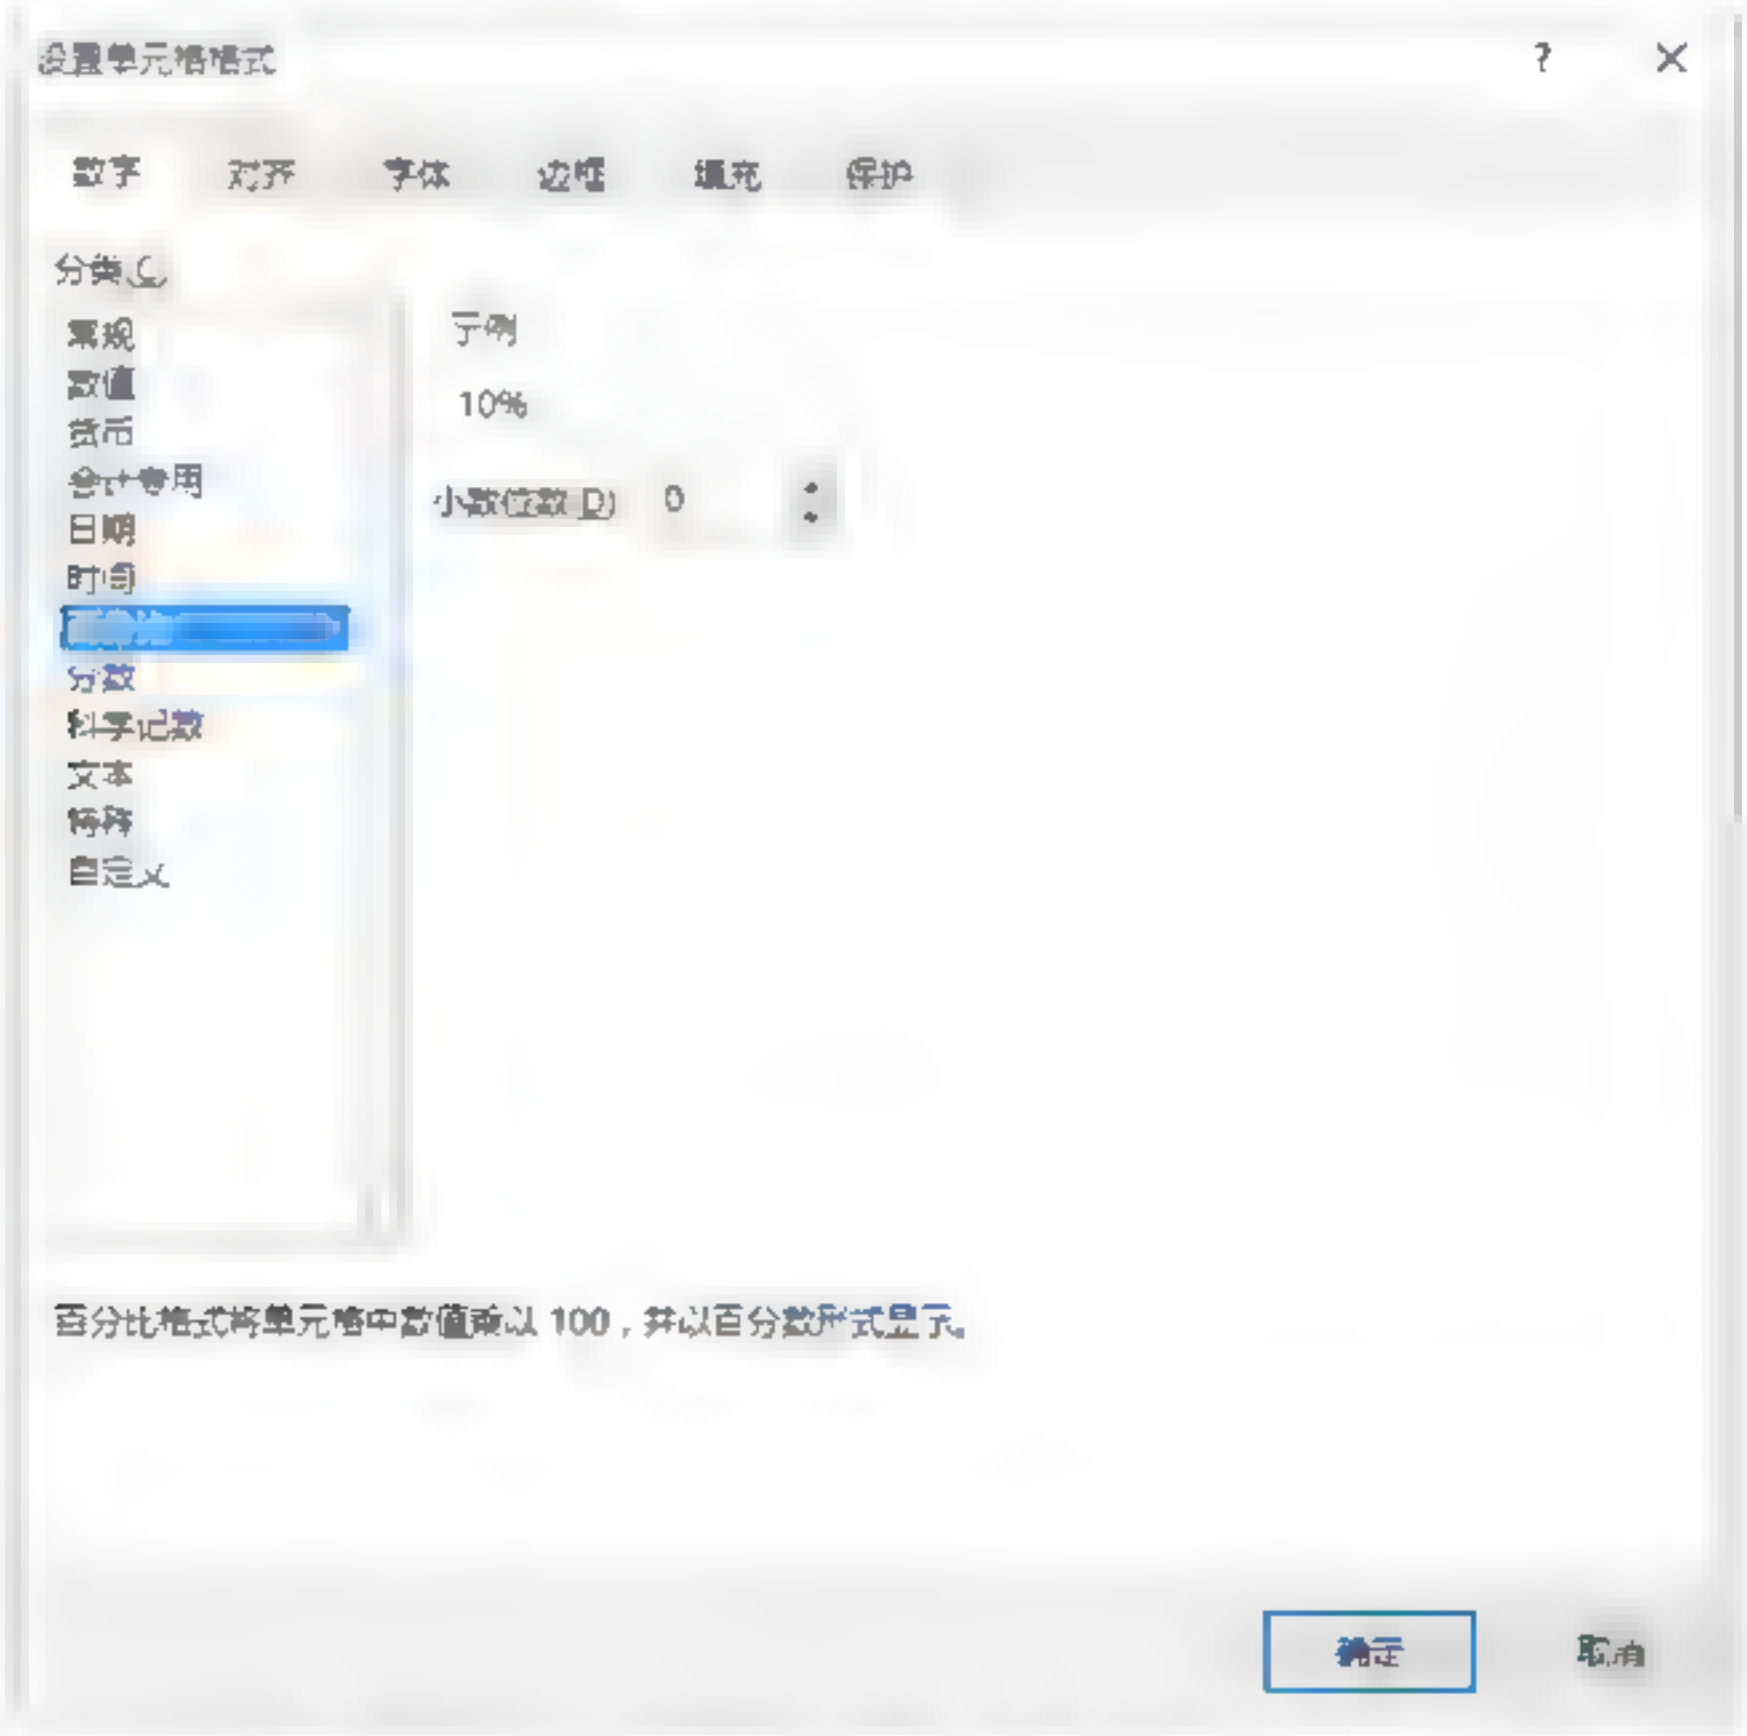 设置单元格格式
?
数字 对齐 字体 边框 填充 保护
分类(C)
常规
数值
货币
会计专用
日期
时间
分数
科学记数
文本
特殊
自定义
示例
10%
小数位数(D) 0
百分比格式将单元格中数值乘以 100，并以百分数形式显示。
确定 取消